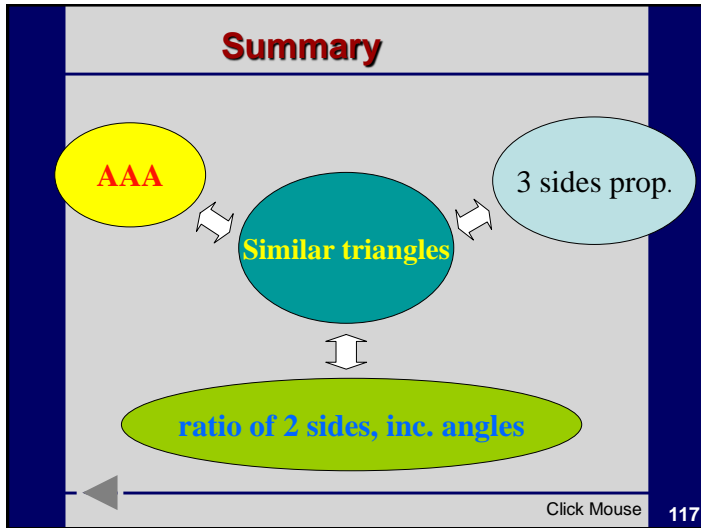 Summary
AAA
3 sides prop.
Similar triangles
ratio of 2 sides, inc. angles
Click Mouse
117